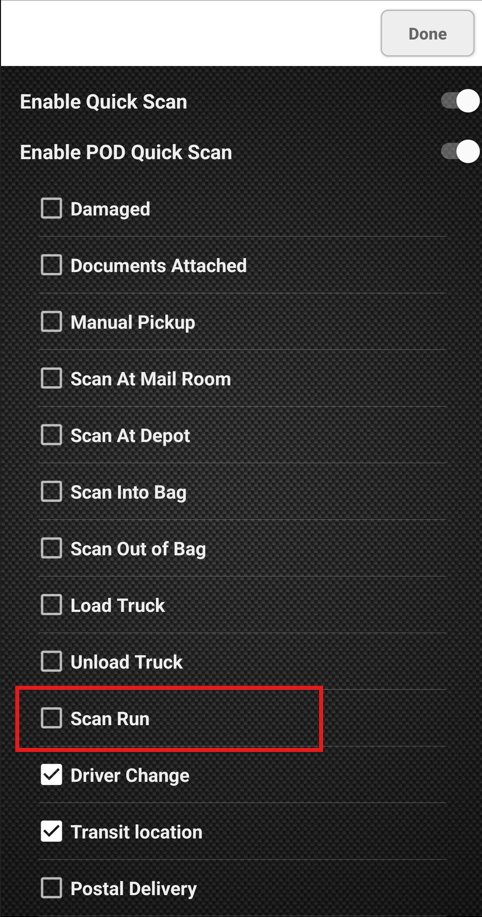 Done
Enable Quick Scan
Enable POD Quick Scan
Damaged
Documents Attached
Manual Pickup
Scan At Mail Room
Scan At Depot
Scan Into Bag
Scan Out of Bag
Load Truck
Unload Truck
Scan Run
Driver Change
Transit location
Postal Delivery